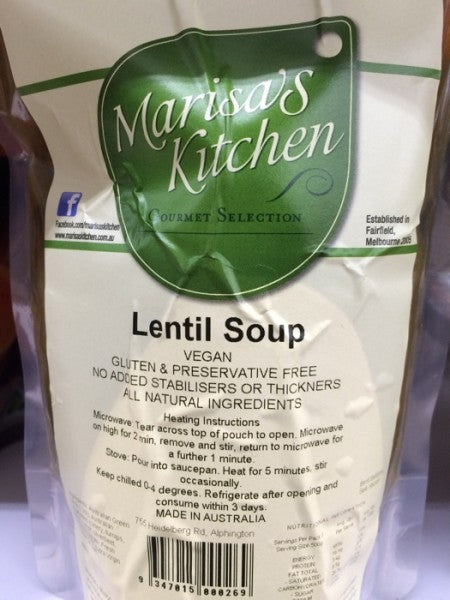 Marisa's
Kitchen
GOURMET SELECTION
f
Facebook.com/marisaskitchen
www.marisaskitchen.com.au
Established in
Fairfield,
Melbourne 2005
Lentil Soup
VEGAN
GLUTEN & PRESERVATIVE FREE
NO ADDED STABILISERS OR THICKNERS
ALL NATURAL INGREDIENTS
Heating Instructions
Microwave: Tear across top of pouch to open. Microwave
on high for 2 min, remove and stir, return to microwave for
a further 1 minute.
Stove: Pour into saucepan. Heat for 5 minutes, stir
occasionally.
Keep chilled 0-4 degrees. Refrigerate after opening and
consume within 3 days.
MADE IN AUSTRALIA
Heidelberg Rd, Alphington
9 347015 000269
Australian Green
NUTRITIONAL
Servings Per Pack
Serving Size
ENERGY
PROTEIN
FAT TOTAL
SATURATED
CARBOHYDRATE
SUGAR